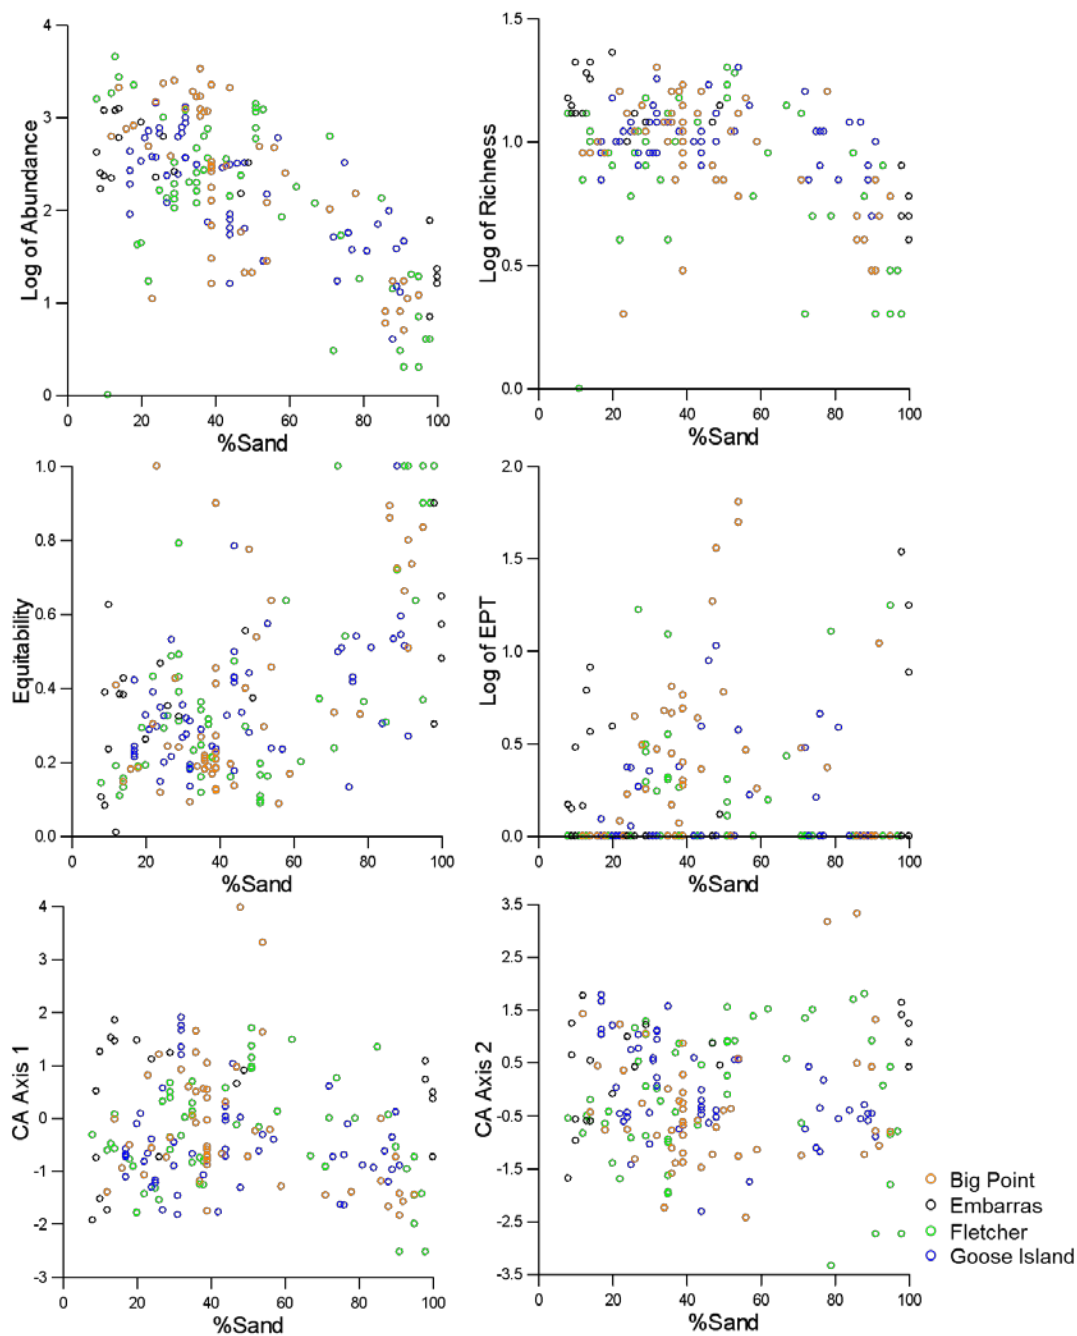 4
3
2
1
0
Log of Abundance
0 20 40 60 80 100
%Sand
1.5
1.0
0.5
0.0
Log of Richness
0 20 40 60 80 100
%Sand
1.0
0.8
0.6
0.4
0.2
0.0
Equitability
0 20 40 60 80 100
%Sand
2.0
1.5
1.0
0.5
0.0
Log of EPT
0 20 40 60 80 100
%Sand
4
3
2
1
0
-1
-2
-3
CA Axis 1
0 20 40 60 80 100
%Sand
3.5
2.5
1.5
0.5
-0.5
-1.5
-2.5
-3.5
CA Axis 2
0 20 40 60 80 100
%Sand
Big Point
Embarras
Fletcher
Goose Island